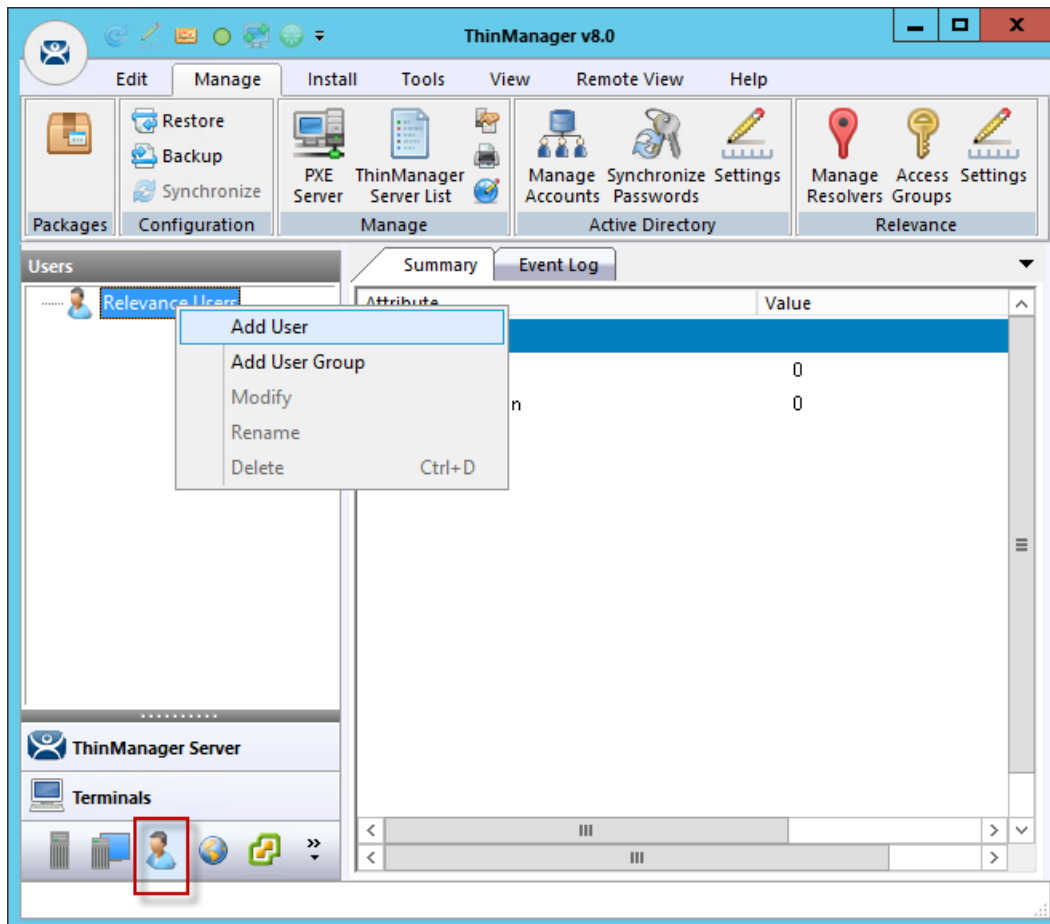 ThinManager v8.0
Edit Manage Install Tools View Remote View Help
Restore
Backup
Synchronize
PXE Server
ThinManager Server List
Manage Accounts
Synchronize Passwords
Settings
Manage Resolvers
Access Groups
Settings
Packages Configuration Manage Active Directory Relevance
Users
Summary Event Log
Relevance Users
Attribute Value
Add User
Add User Group
0
Modify
n 0
Rename
Delete Ctrl+D
ThinManager Server
Terminals